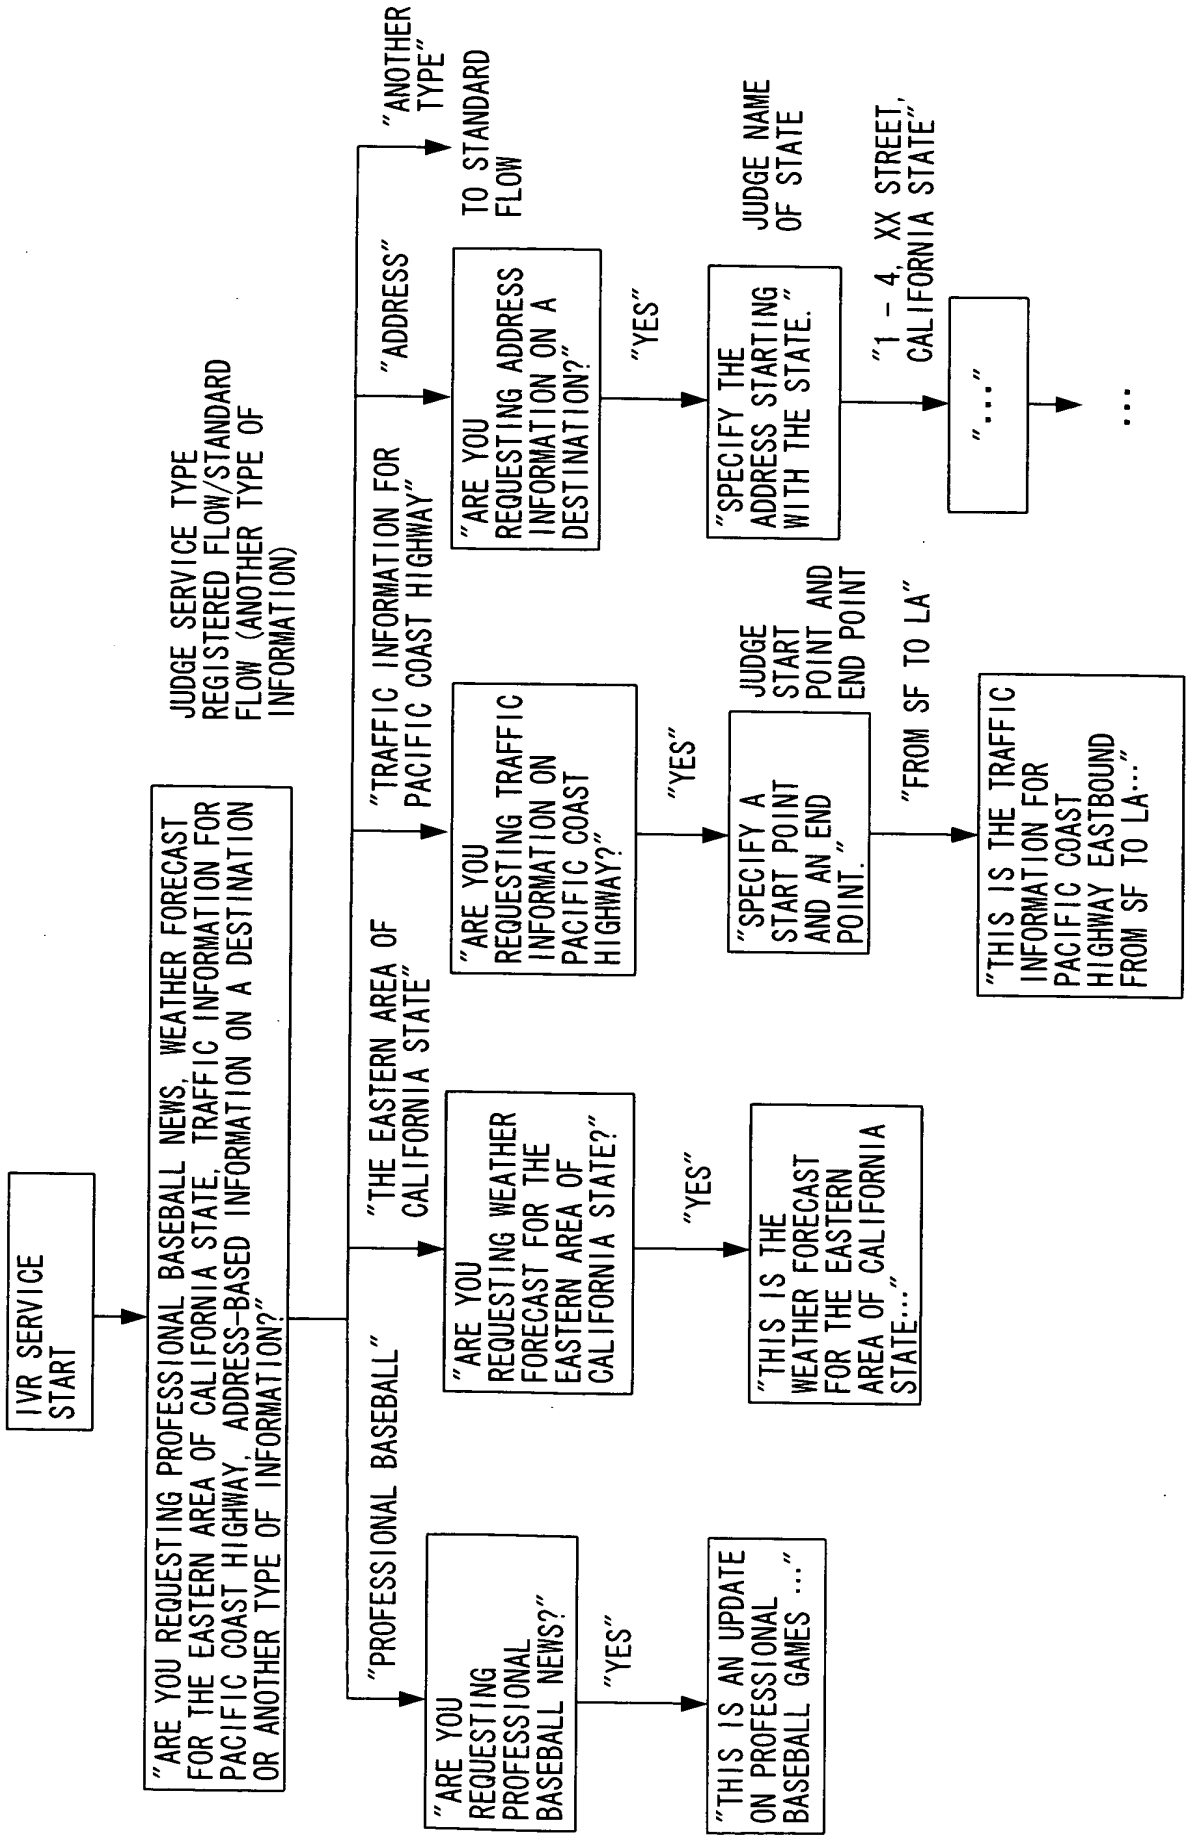 IVR SERVICE
START
"ARE YOU REQUESTING PROFESSIONAL BASEBALL NEWS, WEATHER FORECAST
FOR THE EASTERN AREA OF CALIFORNIA STATE, TRAFFIC INFORMATION FOR
PACIFIC COAST HIGHWAY, ADDRESS-BASED INFORMATION ON A DESTINATION
OR ANOTHER TYPE OF INFORMATION?"
JUDGE SERVICE TYPE
REGISTERED FLOW/STANDARD
FLOW (ANOTHER TYPE OF
INFORMATION)
"PROFESSIONAL BASEBALL"
"ARE YOU
REQUESTING
PROFESSIONAL
BASEBALL NEWS?"
"YES"
"THIS IS AN UPDATE
ON PROFESSIONAL
BASEBALL GAMES ..."
"THE EASTERN AREA OF
CALIFORNIA STATE"
"ARE YOU
REQUESTING WEATHER
FORECAST FOR THE
EASTERN AREA OF
CALIFORNIA STATE?"
"YES"
"THIS IS THE
WEATHER FORECAST
FOR THE EASTERN
AREA OF CALIFORNIA
STATE..."
"TRAFFIC INFORMATION FOR
PACIFIC COAST HIGHWAY"
"ARE YOU
REQUESTING TRAFFIC
INFORMATION ON
PACIFIC COAST
HIGHWAY?"
"YES"
"SPECIFY A
START POINT
AND AN END
POINT."
JUDGE
START
POINT AND
END POINT
"FROM SF TO LA"
"THIS IS THE TRAFFIC
INFORMATION FOR
PACIFIC COAST
HIGHWAY EASTBOUND
FROM SF TO LA..."
"ADDRESS"
"ARE YOU
REQUESTING ADDRESS
INFORMATION ON A
DESTINATION?"
"YES"
"SPECIFY THE
ADDRESS STARTING
WITH THE STATE."
JUDGE NAME
OF STATE
"1 - 4, XX STREET,
CALIFORNIA STATE"
"..."
...
"ANOTHER
TYPE"
TO STANDARD
FLOW